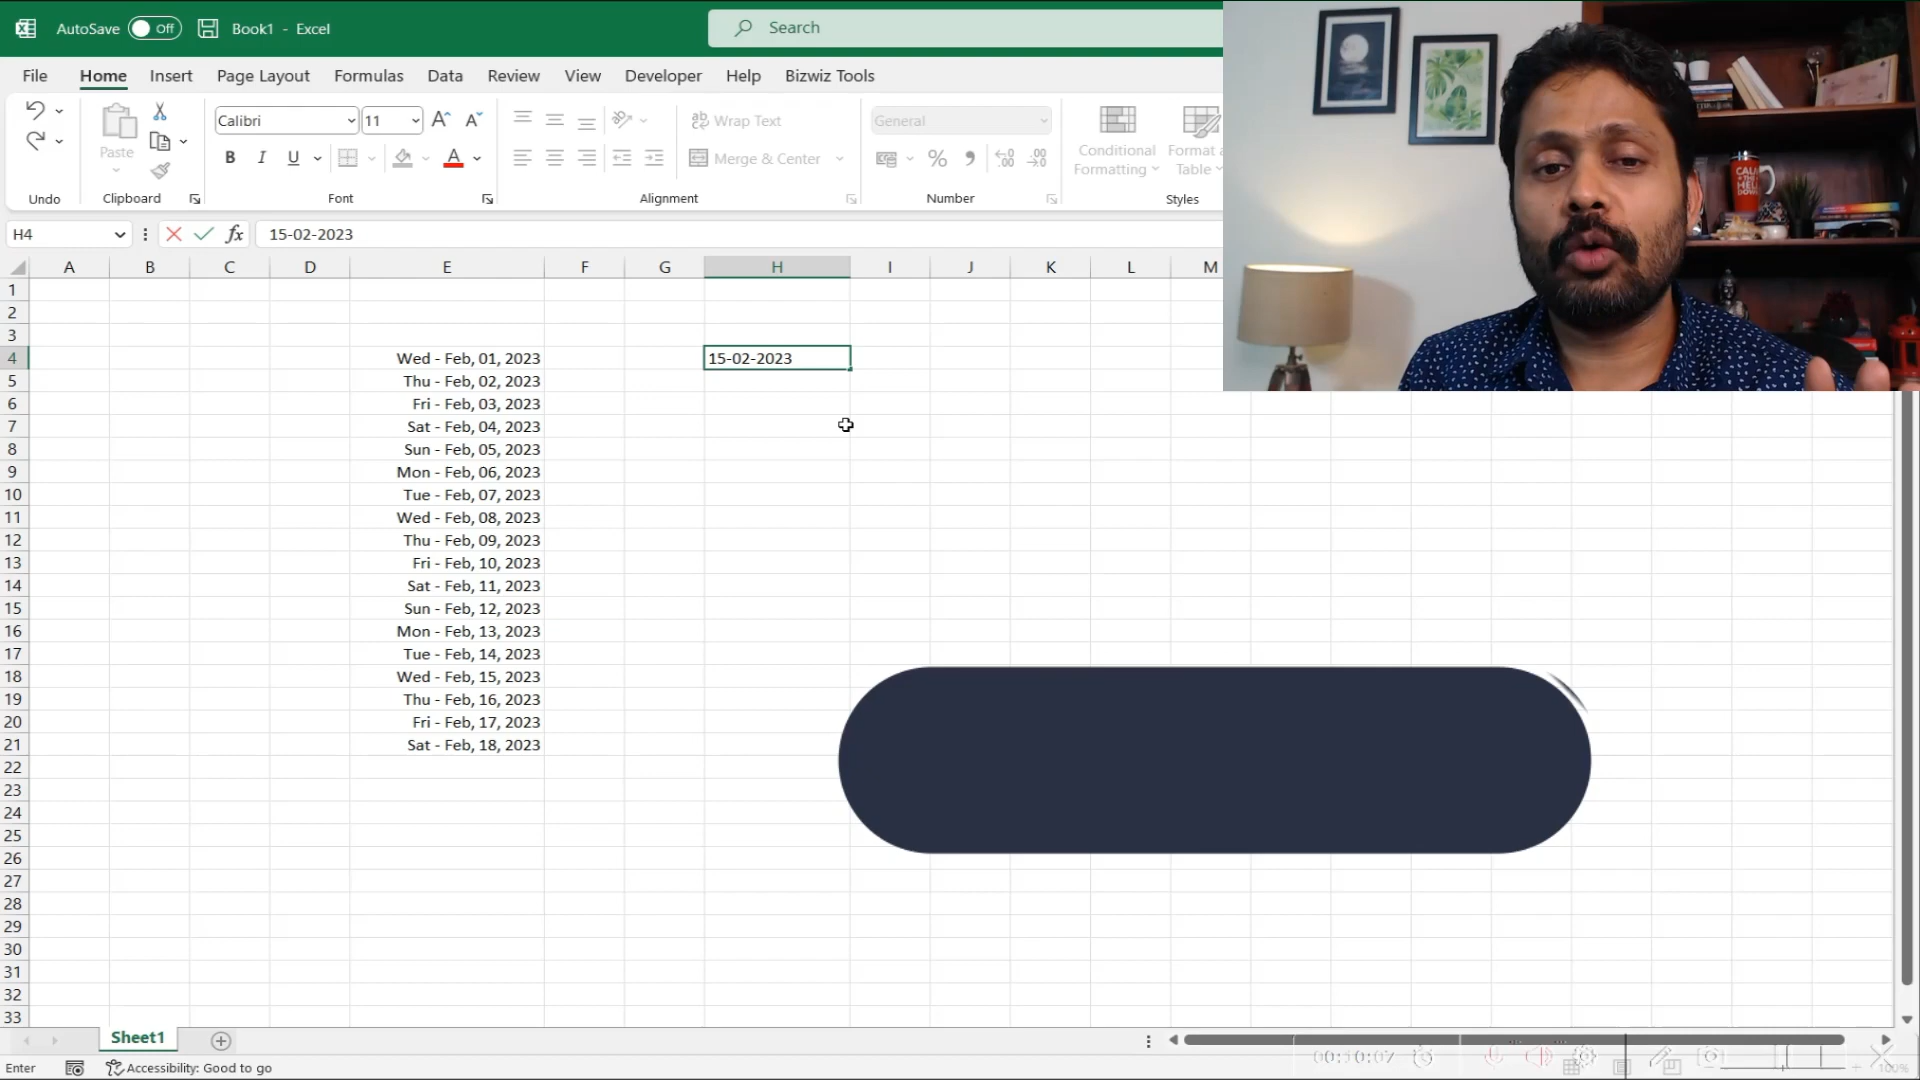 AutoSave Off Book1 - Excel Search
File Home Insert Page Layout Formulas Data Review View Developer Help Bizwiz Tools
Paste Calibri 11 B I U A Wrap Text Merge & Center General % Conditional Formatting Format Table
Undo Clipboard Font Alignment Number Styles
H4 fx 15-02-2023
A B C D E F G H I J K L M
1
2
3
4 Wed - Feb, 01, 2023 15-02-2023
5 Thu - Feb, 02, 2023
6 Fri - Feb, 03, 2023
7 Sat - Feb, 04, 2023
8 Sun - Feb, 05, 2023
9 Mon - Feb, 06, 2023
10 Tue - Feb, 07, 2023
11 Wed - Feb, 08, 2023
12 Thu - Feb, 09, 2023
13 Fri - Feb, 10, 2023
14 Sat - Feb, 11, 2023
15 Sun - Feb, 12, 2023
16 Mon - Feb, 13, 2023
17 Tue - Feb, 14, 2023
18 Wed - Feb, 15, 2023
19 Thu - Feb, 16, 2023
20 Fri - Feb, 17, 2023
21 Sat - Feb, 18, 2023
22
23
24
25
26
27
28
29
30
31
32
33
Sheet1
Enter Accessibility: Good to go 100%